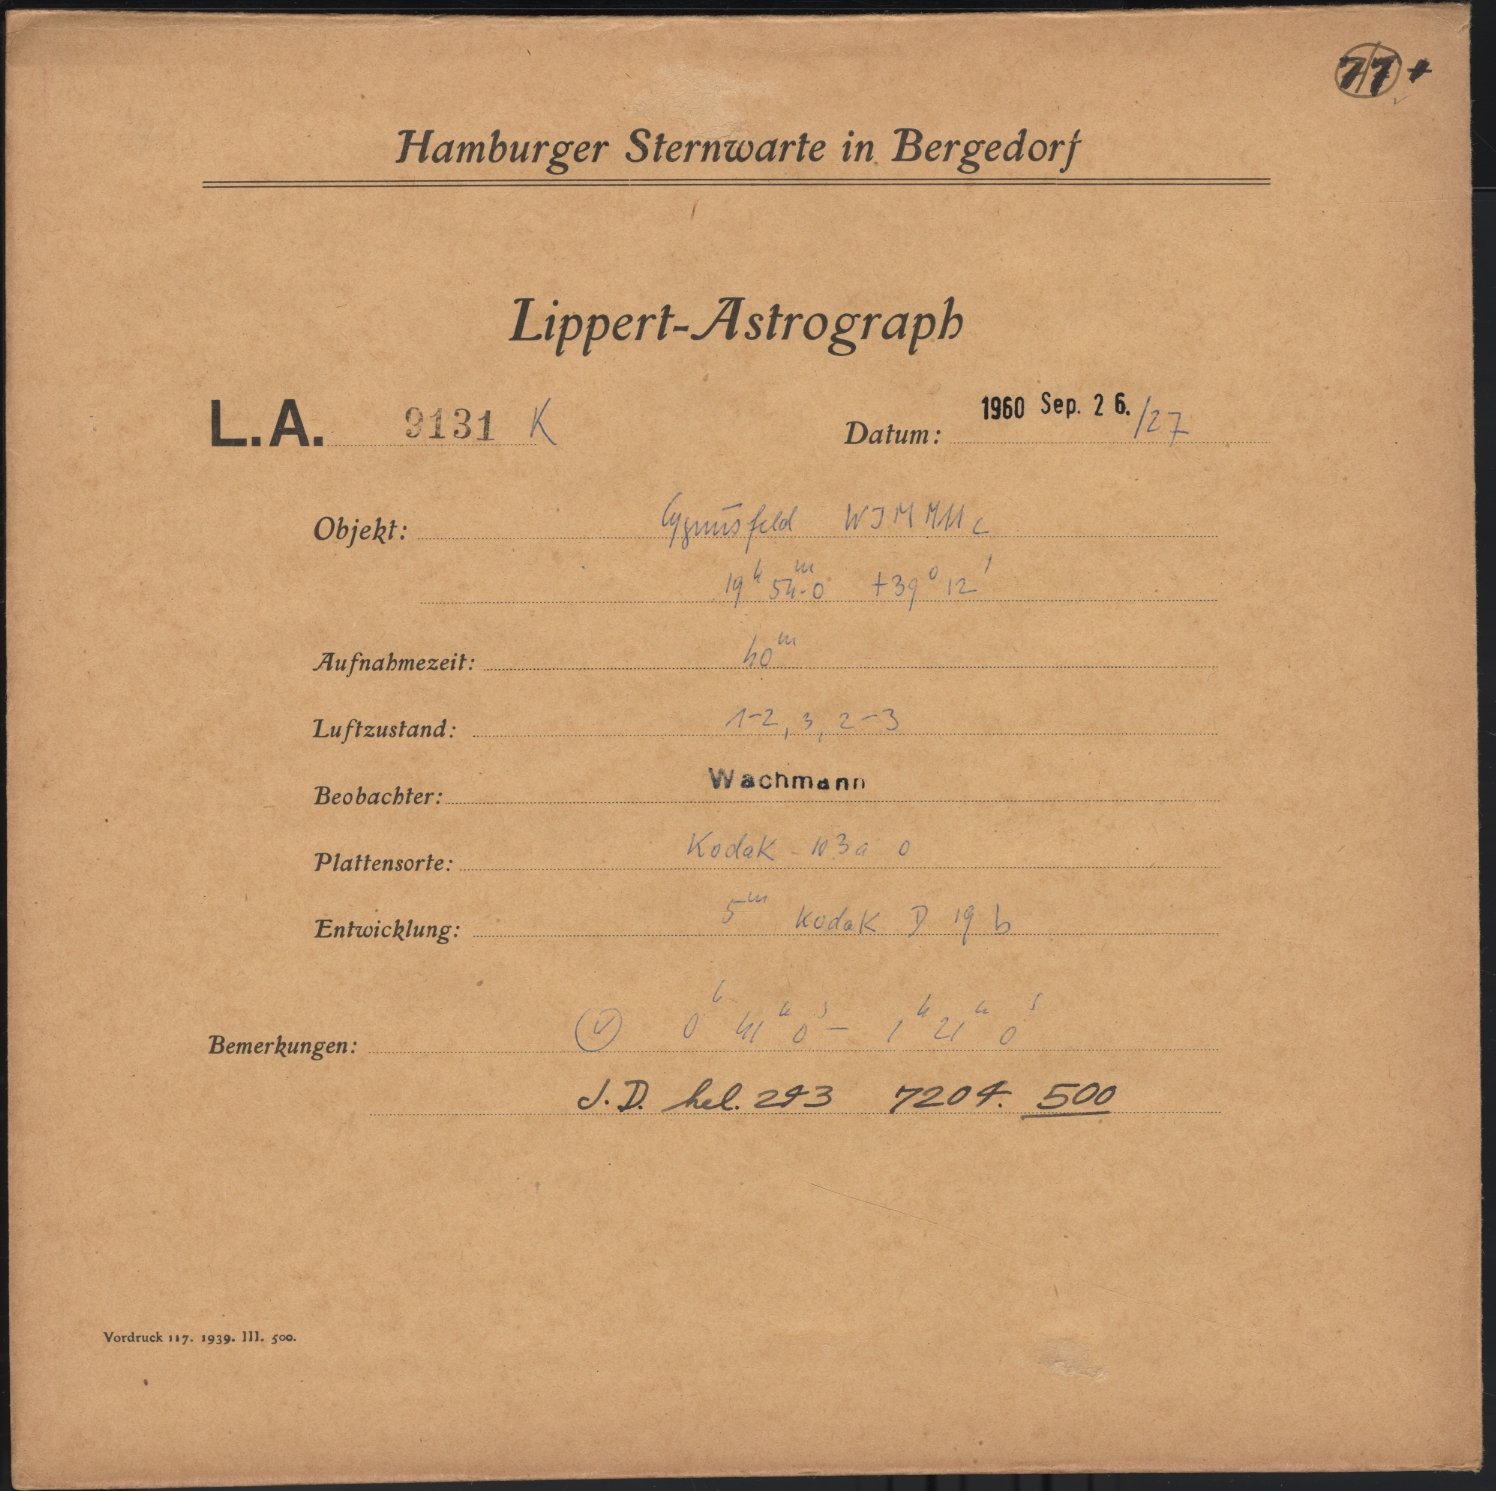 77 +
Hamburger Sternwarte in Bergedorf
Lippert-Astrograph
L.A. 9131 K
Datum: 1960 Sep. 26./27
Objekt: Cygnusfeld
19h 54m.0 +39° 12'
Aufnahmezeit: 40m
Luftzustand: 1-2, 3, 2-3
Beobachter: Wachmann
Plattensorte: Kodak 103a O
Entwicklung: 5m Kodak D 19 b
Bemerkungen: 0h 41m 0s – 1h 21m 0s
J.D. hel. 243 7204. 500
Vordruck 117. 1939. III. 500.